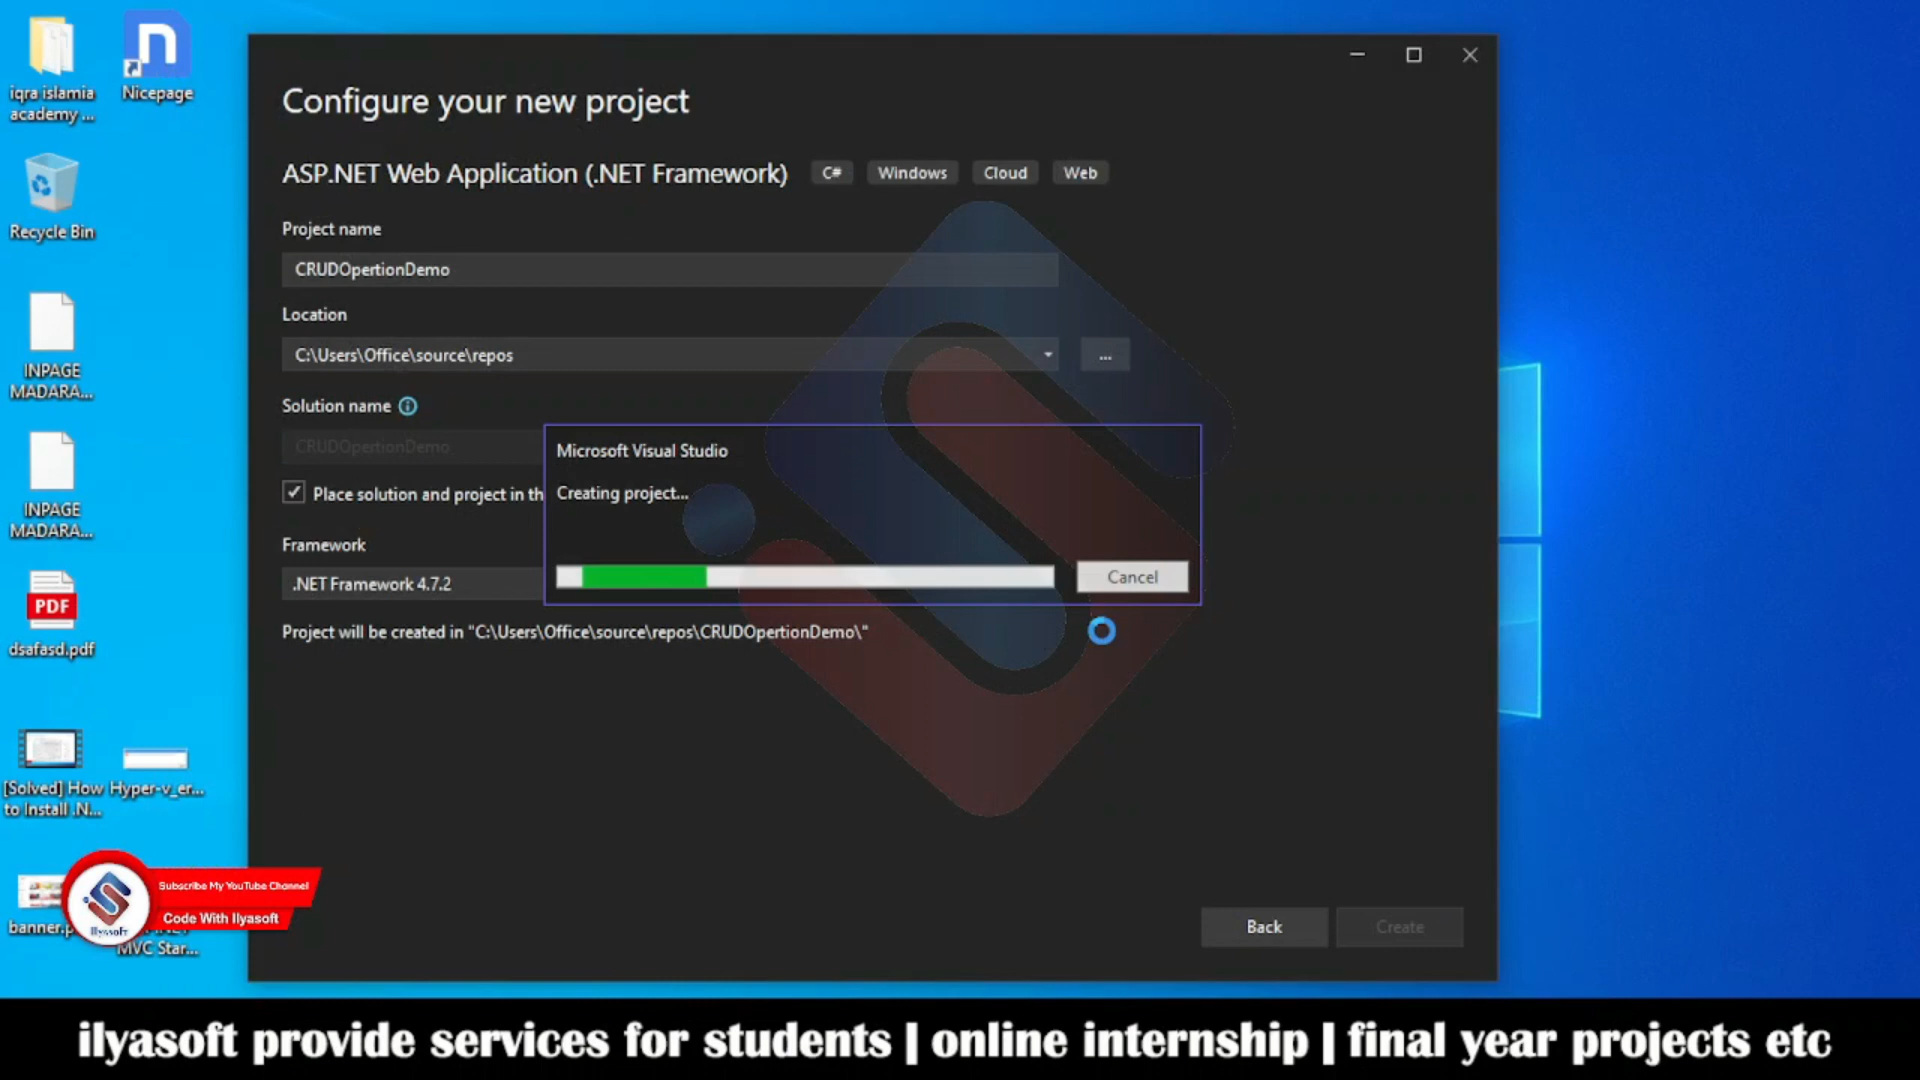 iqra islamia
academy ...
Nicepage
Recycle Bin
INPAGE
MADARA...
INPAGE
MADARA...
PDF
dsafasd.pdf
[Solved] How
to Install .N...
Hyper-v_er...
banner.p
MVC Star...
Configure your new project
ASP.NET Web Application (.NET Framework)
C#
Windows
Cloud
Web
Project name
CRUDOpertionDemo
Location
C:\Users\Office\source\repos
...
Solution name
CRUDOpertionDemo
Place solution and project in th
Framework
.NET Framework 4.7.2
Project will be created in "C:\Users\Office\source\repos\CRUDOpertionDemo\"
Microsoft Visual Studio
Creating project...
Cancel
Back
Create
Subscribe My YouTube Channel
Code With Ilyasoft
Ilyasoft
ilyasoft provide services for students | online internship | final year projects etc